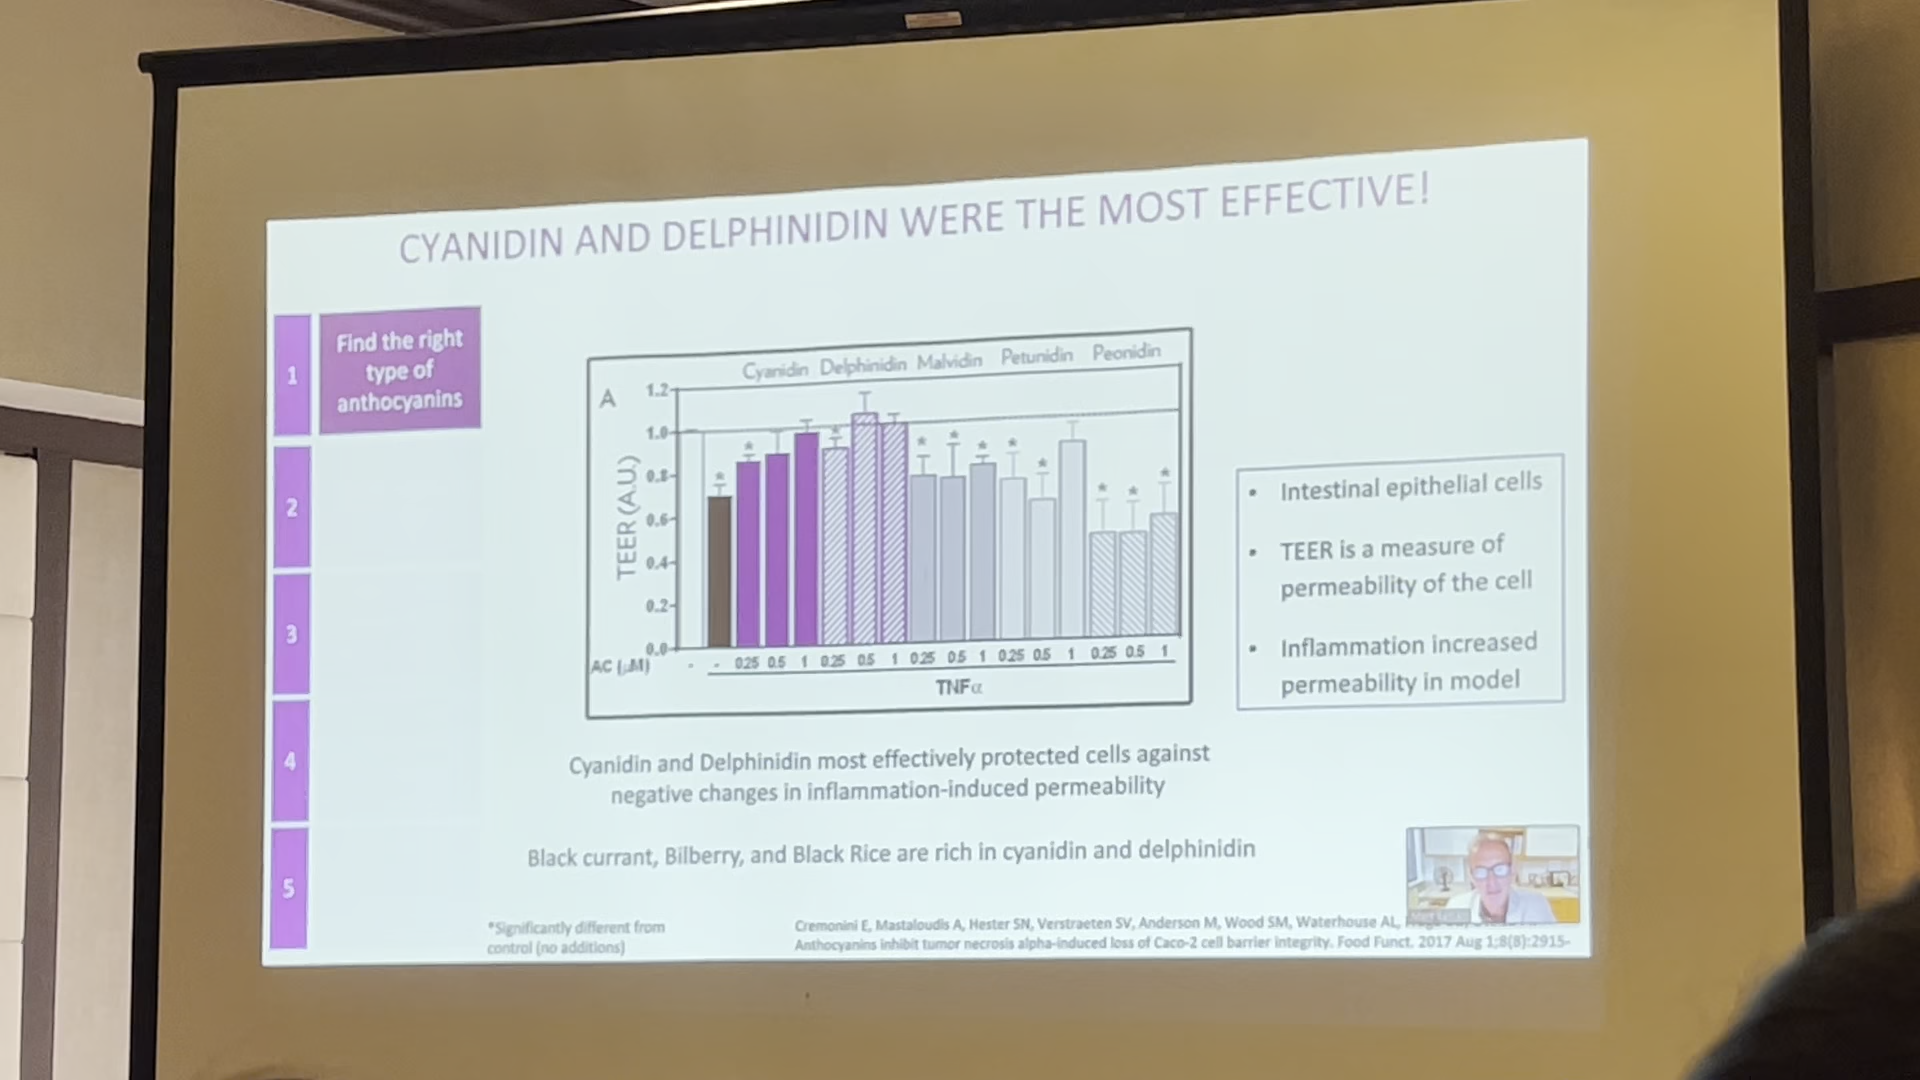 CYANIDIN AND DELPHINIDIN WERE THE MOST EFFECTIVE!
1
Find the right
type of
anthocyanins
2
3
4
5
Cyanidin Delphinidin Malvidin Petunidin Peonidin
A
1.2
1.0
0.8
0.6
0.4
0.2
0.0
TEER (A.U.)
* * * * * * * * * * * *
AC (μM) - - 0.25 0.5 1 0.25 0.5 1 0.25 0.5 1 0.25 0.5 1 0.25 0.5 1
TNFα
• Intestinal epithelial cells
• TEER is a measure of
permeability of the cell
• Inflammation increased
permeability in model
Cyanidin and Delphinidin most effectively protected cells against
negative changes in inflammation-induced permeability
Black currant, Bilberry, and Black Rice are rich in cyanidin and delphinidin
*Significantly different from
control (no additions)
Cremonini E, Mastaloudis A, Hester SN, Verstraeten SV, Anderson M, Wood SM, Waterhouse AL,
Anthocyanins inhibit tumor necrosis alpha-induced loss of Caco-2 cell barrier integrity. Food Funct. 2017 Aug 1;8(8):2915-